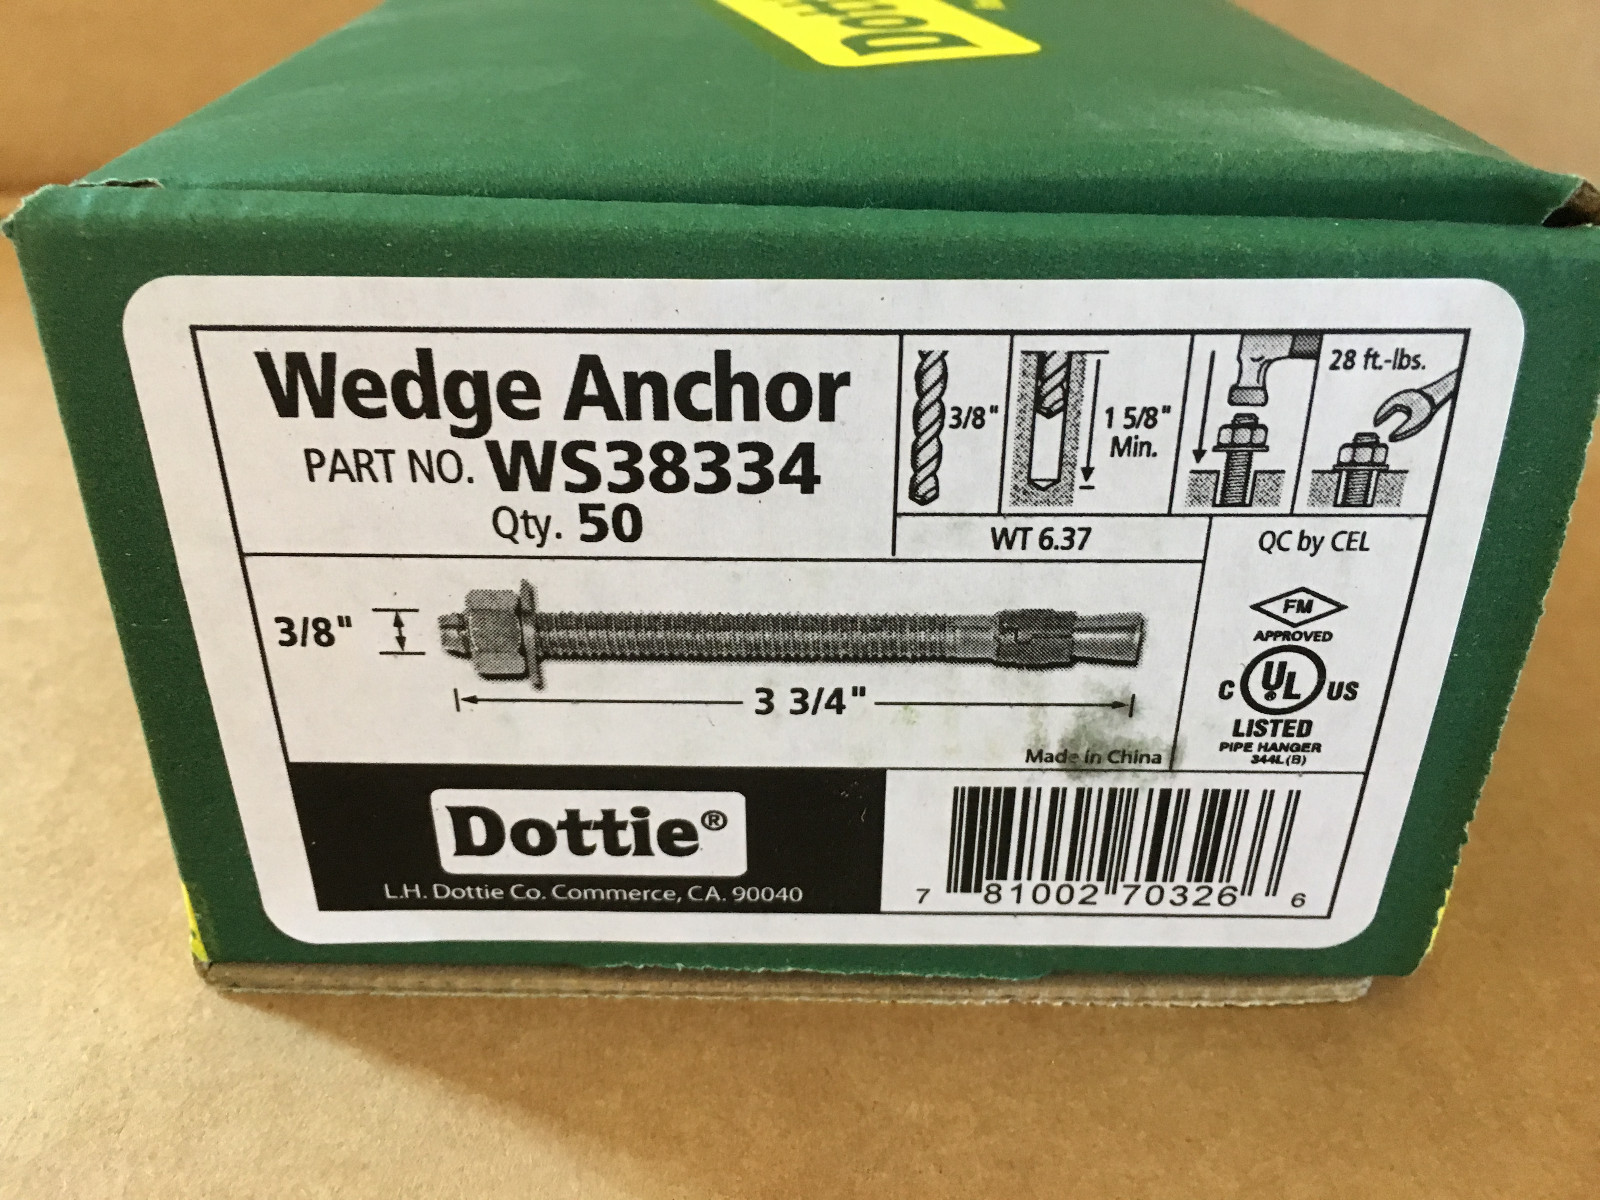 Dottie
Wedge Anchor
PART NO. WS38334
Qty. 50
3/8"
1 5/8"
Min.
28 ft.-lbs.
WT 6.37
QC by CEL
3/8"
3 3/4"
Made in China
FM
APPROVED
C UL® US
LISTED
PIPE HANGER
344L(B)
Dottie®
L.H. Dottie Co. Commerce, CA. 90040
7 81002 70326 6